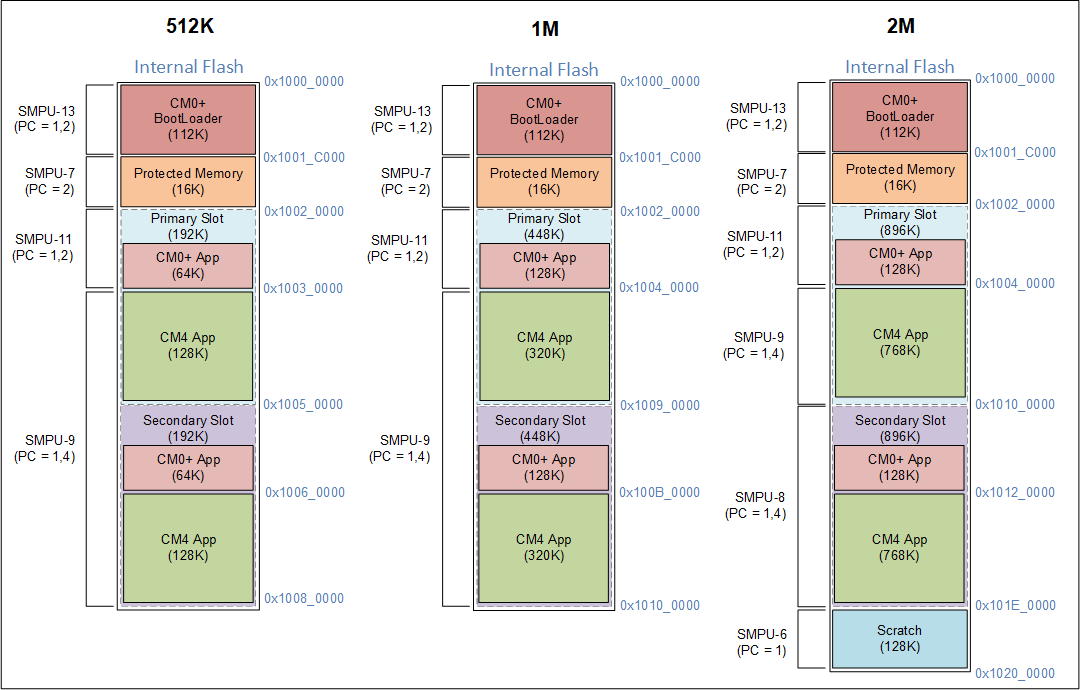 512K
Internal Flash
0x1000_0000
SMPU-13
(PC = 1,2)
CM0+
BootLoader
(112K)
0x1001_C000
SMPU-7
(PC = 2)
Protected Memory
(16K)
0x1002_0000
SMPU-11
(PC = 1,2)
Primary Slot
(192K)
CM0+ App
(64K)
0x1003_0000
CM4 App
(128K)
0x1005_0000
SMPU-9
(PC = 1,4)
Secondary Slot
(192K)
CM0+ App
(64K)
0x1006_0000
CM4 App
(128K)
0x1008_0000
1M
Internal Flash
0x1000_0000
SMPU-13
(PC = 1,2)
CM0+
BootLoader
(112K)
0x1001_C000
SMPU-7
(PC = 2)
Protected Memory
(16K)
0x1002_0000
SMPU-11
(PC = 1,2)
Primary Slot
(448K)
CM0+ App
(128K)
0x1004_0000
CM4 App
(320K)
0x1009_0000
SMPU-9
(PC = 1,4)
Secondary Slot
(448K)
CM0+ App
(128K)
0x100B_0000
CM4 App
(320K)
0x1010_0000
2M
Internal Flash
0x1000_0000
SMPU-13
(PC = 1,2)
CM0+
BootLoader
(112K)
0x1001_C000
SMPU-7
(PC = 2)
Protected Memory
(16K)
0x1002_0000
SMPU-11
(PC = 1,2)
Primary Slot
(896K)
CM0+ App
(128K)
0x1004_0000
SMPU-9
(PC = 1,4)
CM4 App
(768K)
0x1010_0000
Secondary Slot
(896K)
CM0+ App
(128K)
0x1012_0000
SMPU-8
(PC = 1,4)
CM4 App
(768K)
0x101E_0000
SMPU-6
(PC = 1)
Scratch
(128K)
0x1020_0000